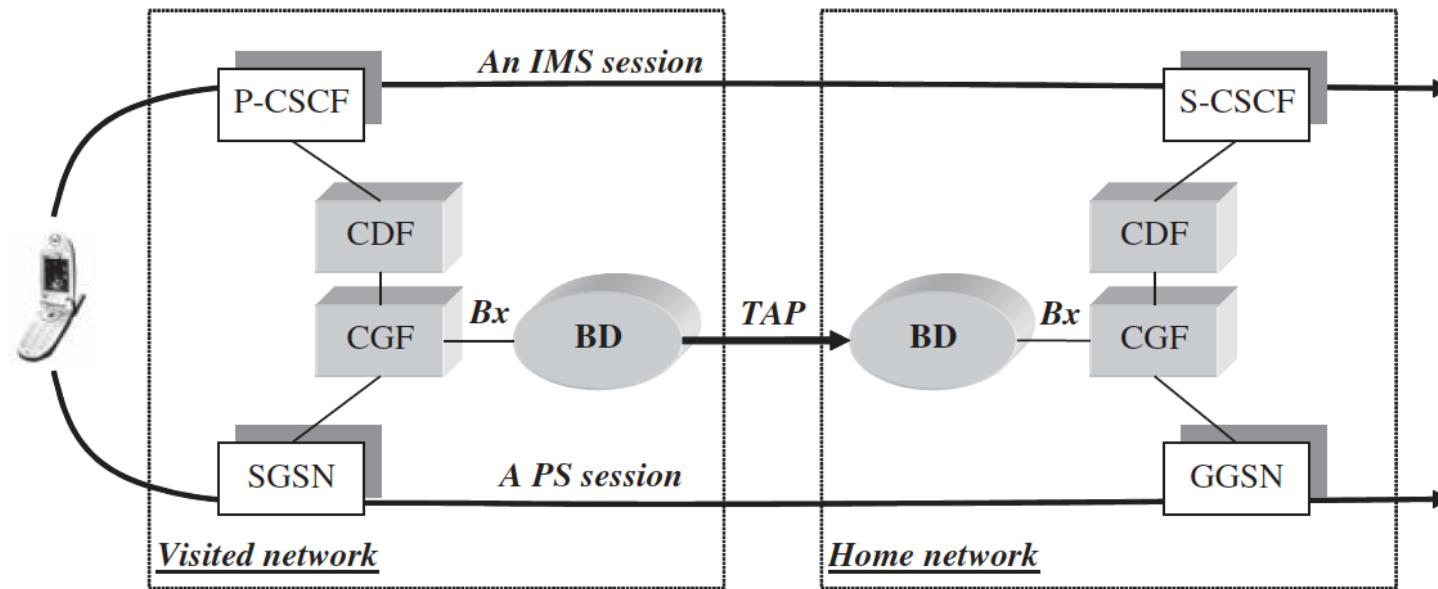 An IMS session
P-CSCF
S-CSCF
CDF
CDF
Bx
TAP
Bx
CGF
BD
BD
CGF
SGSN
A PS session
GGSN
Visited network
Home network